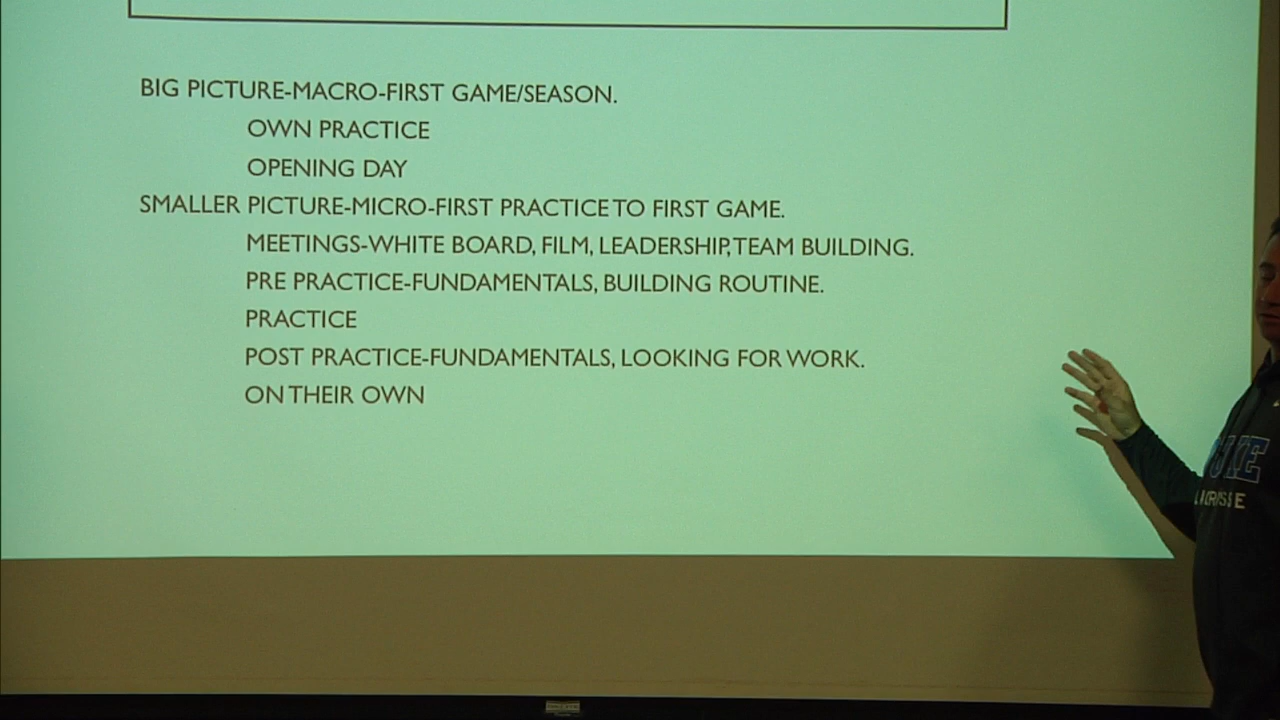 BIG PICTURE-MACRO-FIRST GAME/SEASON.
OWN PRACTICE
OPENING DAY
SMALLER PICTURE-MICRO-FIRST PRACTICE TO FIRST GAME.
MEETINGS-WHITE BOARD, FILM, LEADERSHIP,TEAM BUILDING.
PRE PRACTICE-FUNDAMENTALS, BUILDING ROUTINE.
PRACTICE
POST PRACTICE-FUNDAMENTALS, LOOKING FOR WORK.
ON THEIR OWN
DUKE
LACROSSE